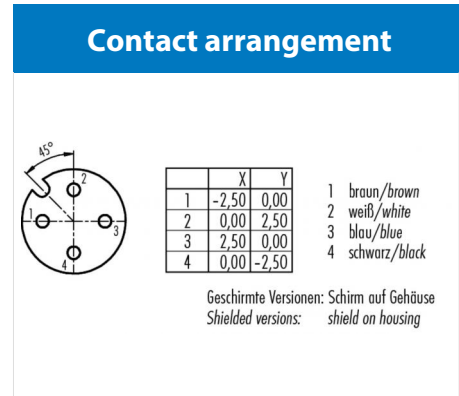 Contact arrangement
45°
2
1
3
4
X Y
1 -2,50 0,00
2 0,00 2,50
3 2,50 0,00
4 0,00 -2,50
1 braun/brown
2 weiß/white
3 blau/blue
4 schwarz/black
Geschirmte Versionen: Schirm auf Gehäuse
Shielded versions: shield on housing